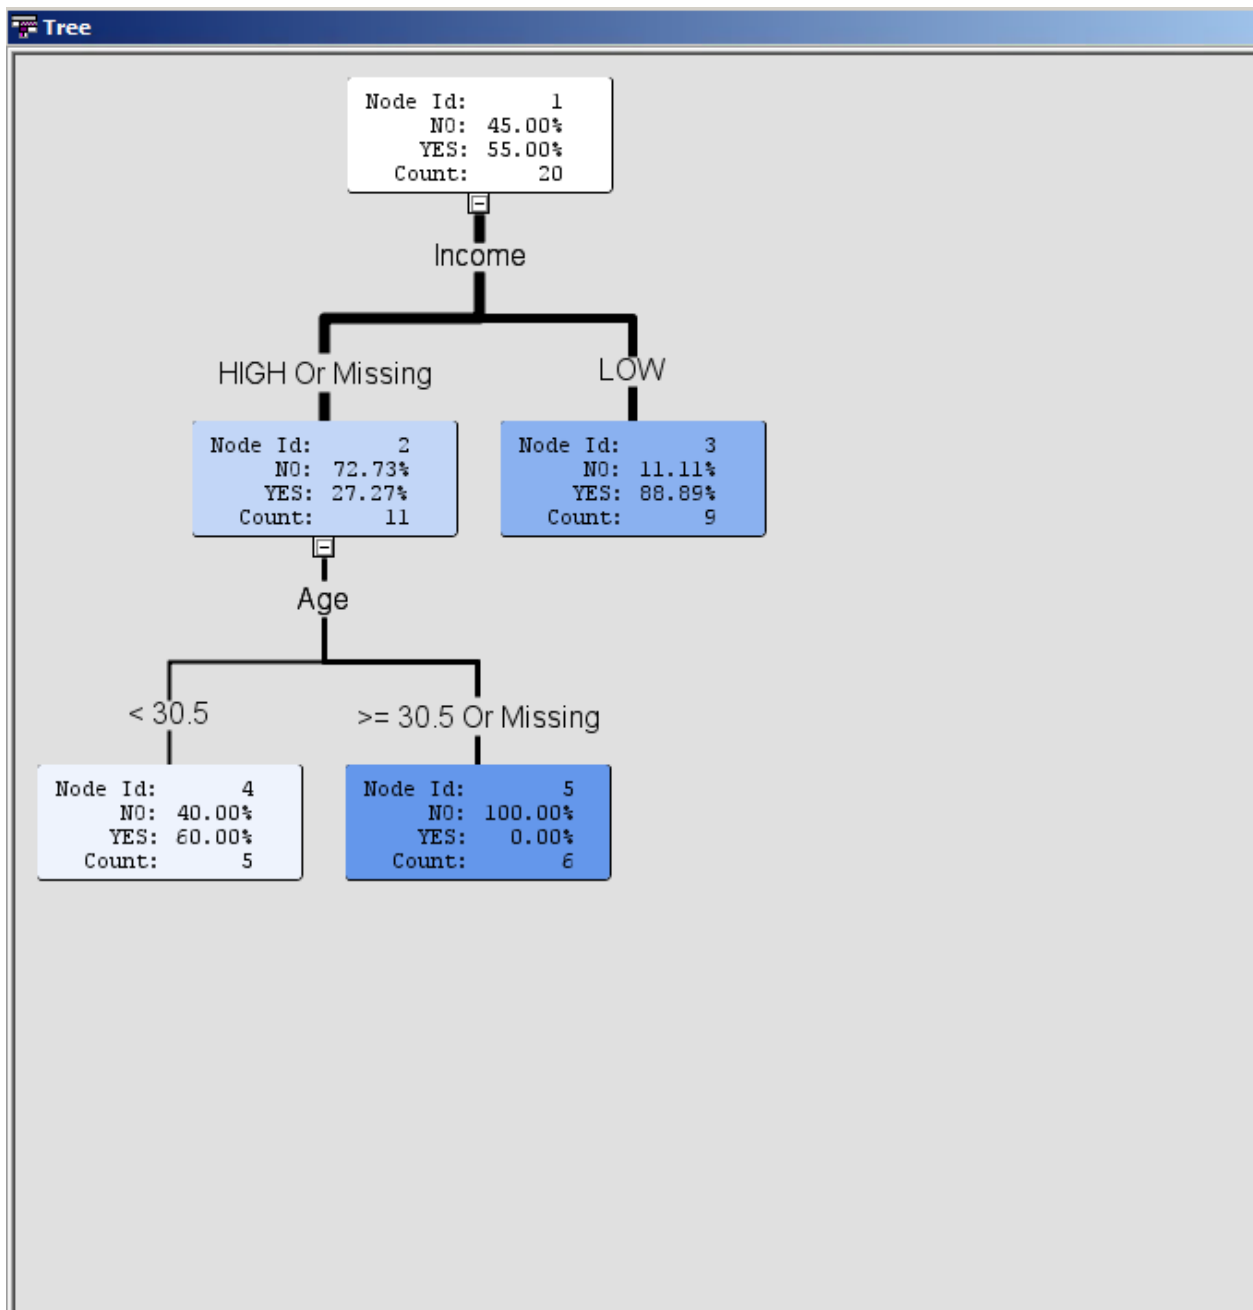 Tree
Node Id: 1
NO: 45.00%
YES: 55.00%
Count: 20
Income
HIGH Or Missing
LOW
Node Id: 2
NO: 72.73%
YES: 27.27%
Count: 11
Node Id: 3
NO: 11.11%
YES: 88.89%
Count: 9
Age
< 30.5
>= 30.5 Or Missing
Node Id: 4
NO: 40.00%
YES: 60.00%
Count: 5
Node Id: 5
NO: 100.00%
YES: 0.00%
Count: 6